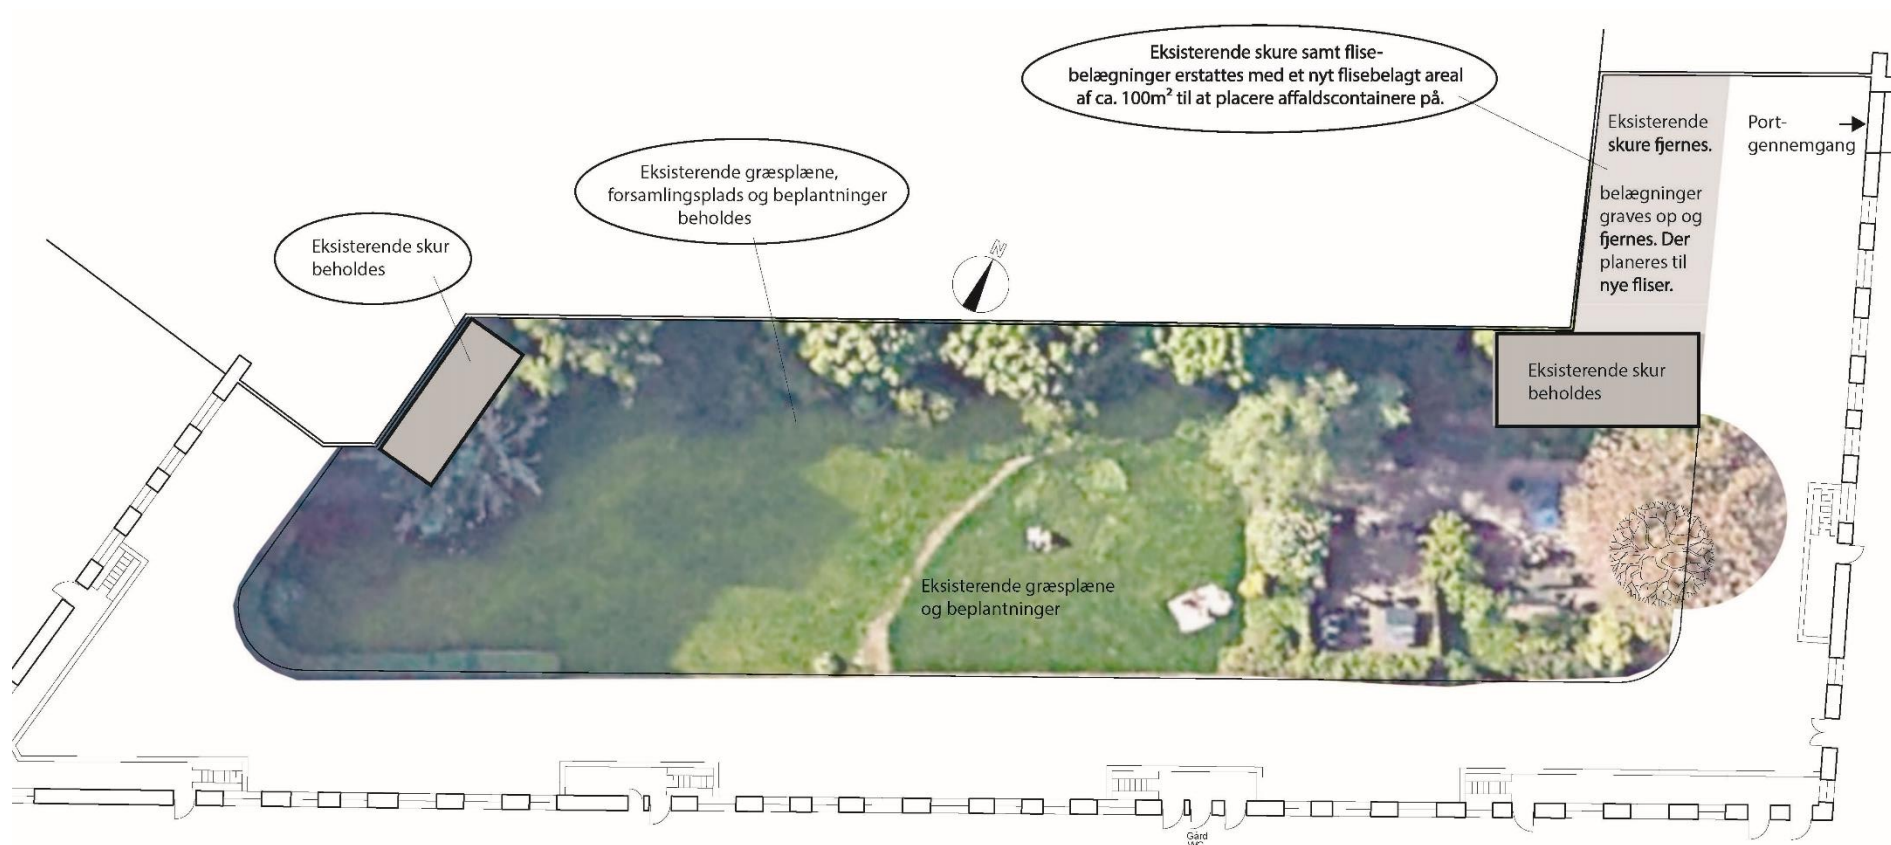 Eksisterende skure samt flise-
belægninger erstattes med et nyt flisebelagt areal
af ca. 100m² til at placere affaldscontainere på.
Eksisterende
skure fjernes.
belægninger
graves op og
fjernes. Der
planeres til
nye fliser.
Port-
gennemgang
Eksisterende græsplæne,
forsamlingsplads og beplantninger
beholdes
Eksisterende skur
beholdes
N
Eksisterende skur
beholdes
Eksisterende græsplæne
og beplantninger
Gård
WC